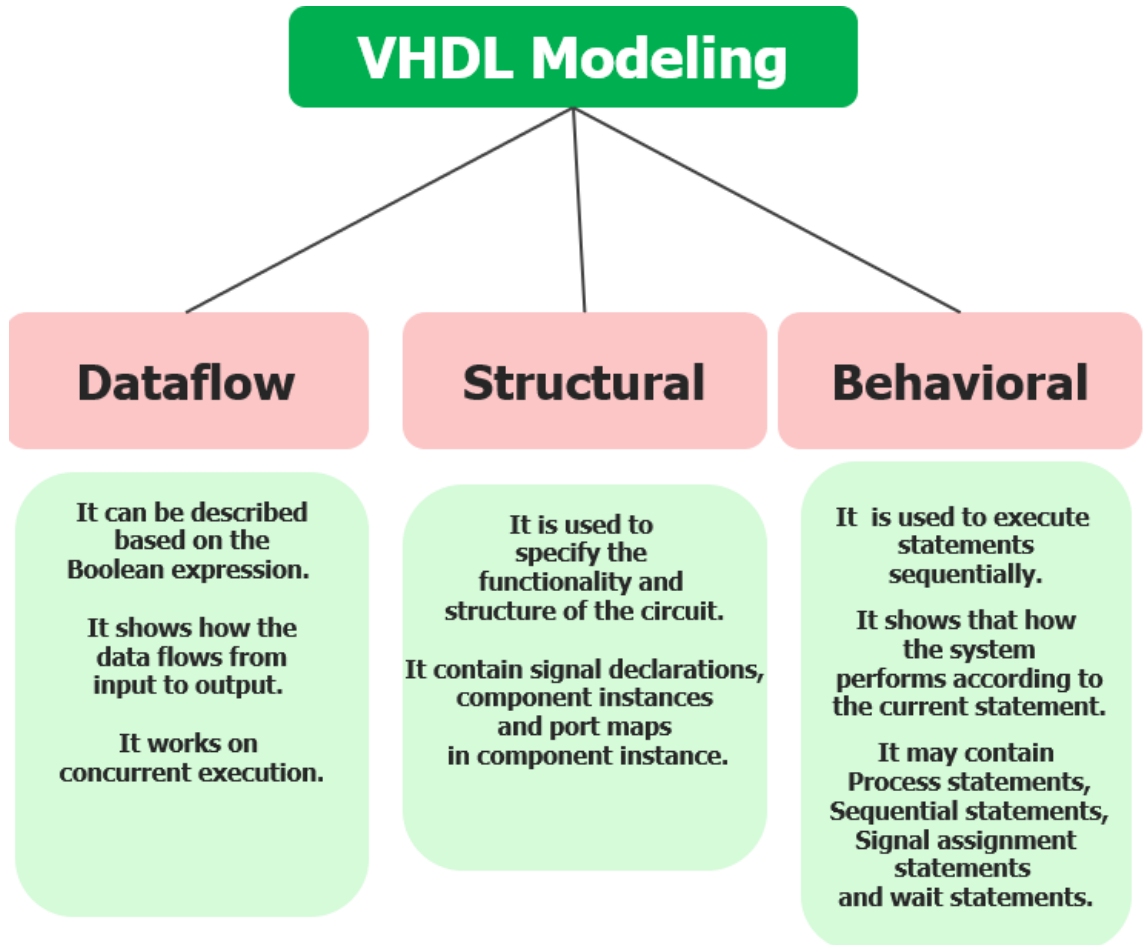 VHDL Modeling
Dataflow
It can be described
based on the
Boolean expression.
It shows how the
data flows from
input to output.
It works on
concurrent execution.
Structural
It is used to
specify the
functionality and
structure of the circuit.
It contain signal declarations,
component instances
and port maps
in component instance.
Behavioral
It is used to execute
statements
sequentially.
It shows that how
the system
performs according to
the current statement.
It may contain
Process statements,
Sequential statements,
Signal assignment
statements
and wait statements.